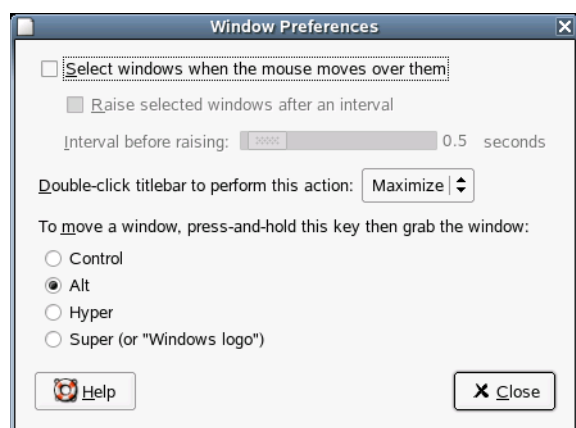 Window Preferences
Select windows when the mouse moves over them
Raise selected windows after an interval
Interval before raising: 0.5 seconds
Double-click titlebar to perform this action: Maximize
To move a window, press-and-hold this key then grab the window:
Control
Alt
Hyper
Super (or "Windows logo")
Help Close